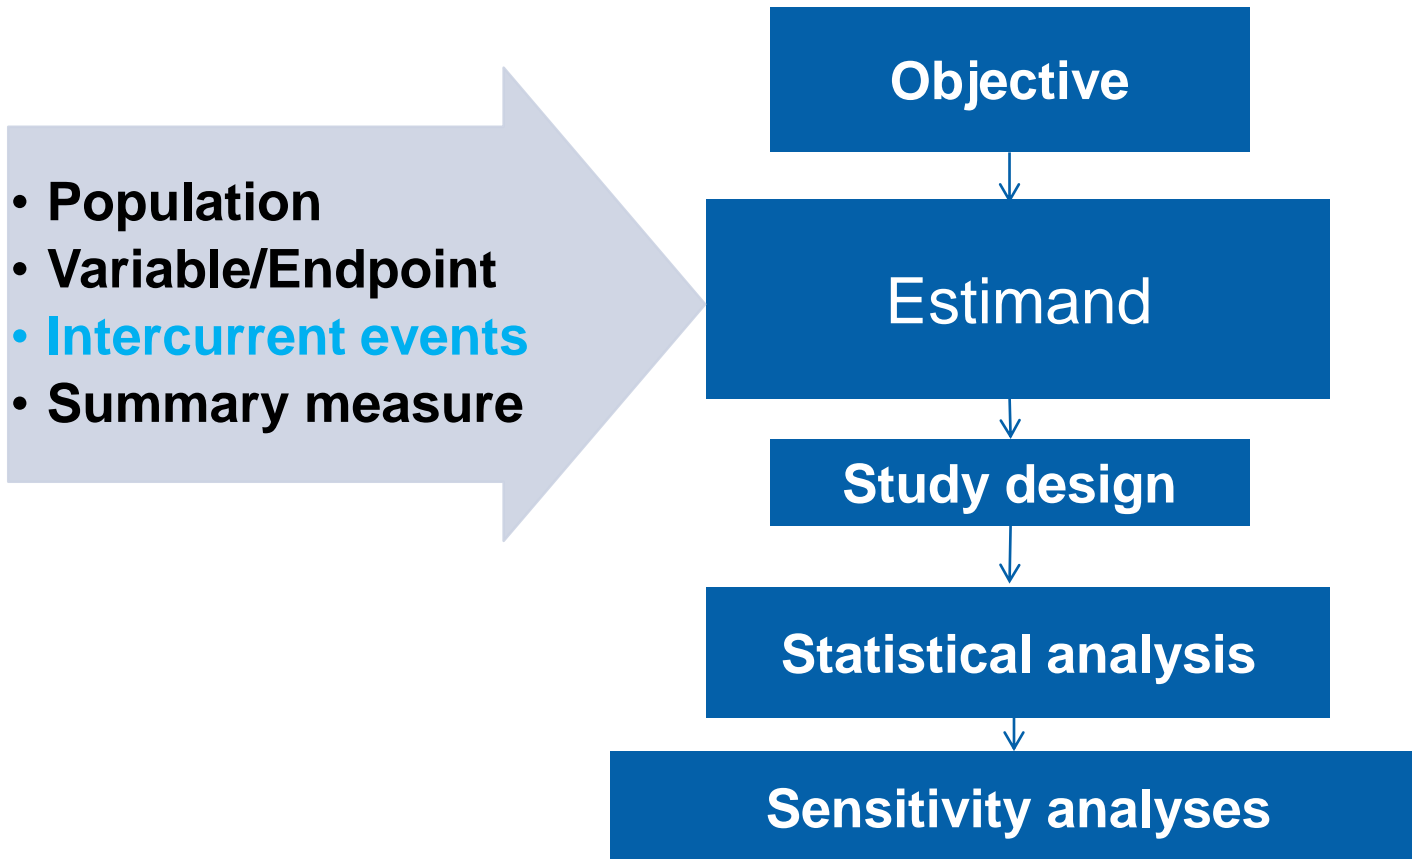 Objective
• Population
• Variable/Endpoint
• Intercurrent events
• Summary measure
Estimand
Study design
Statistical analysis
Sensitivity analyses